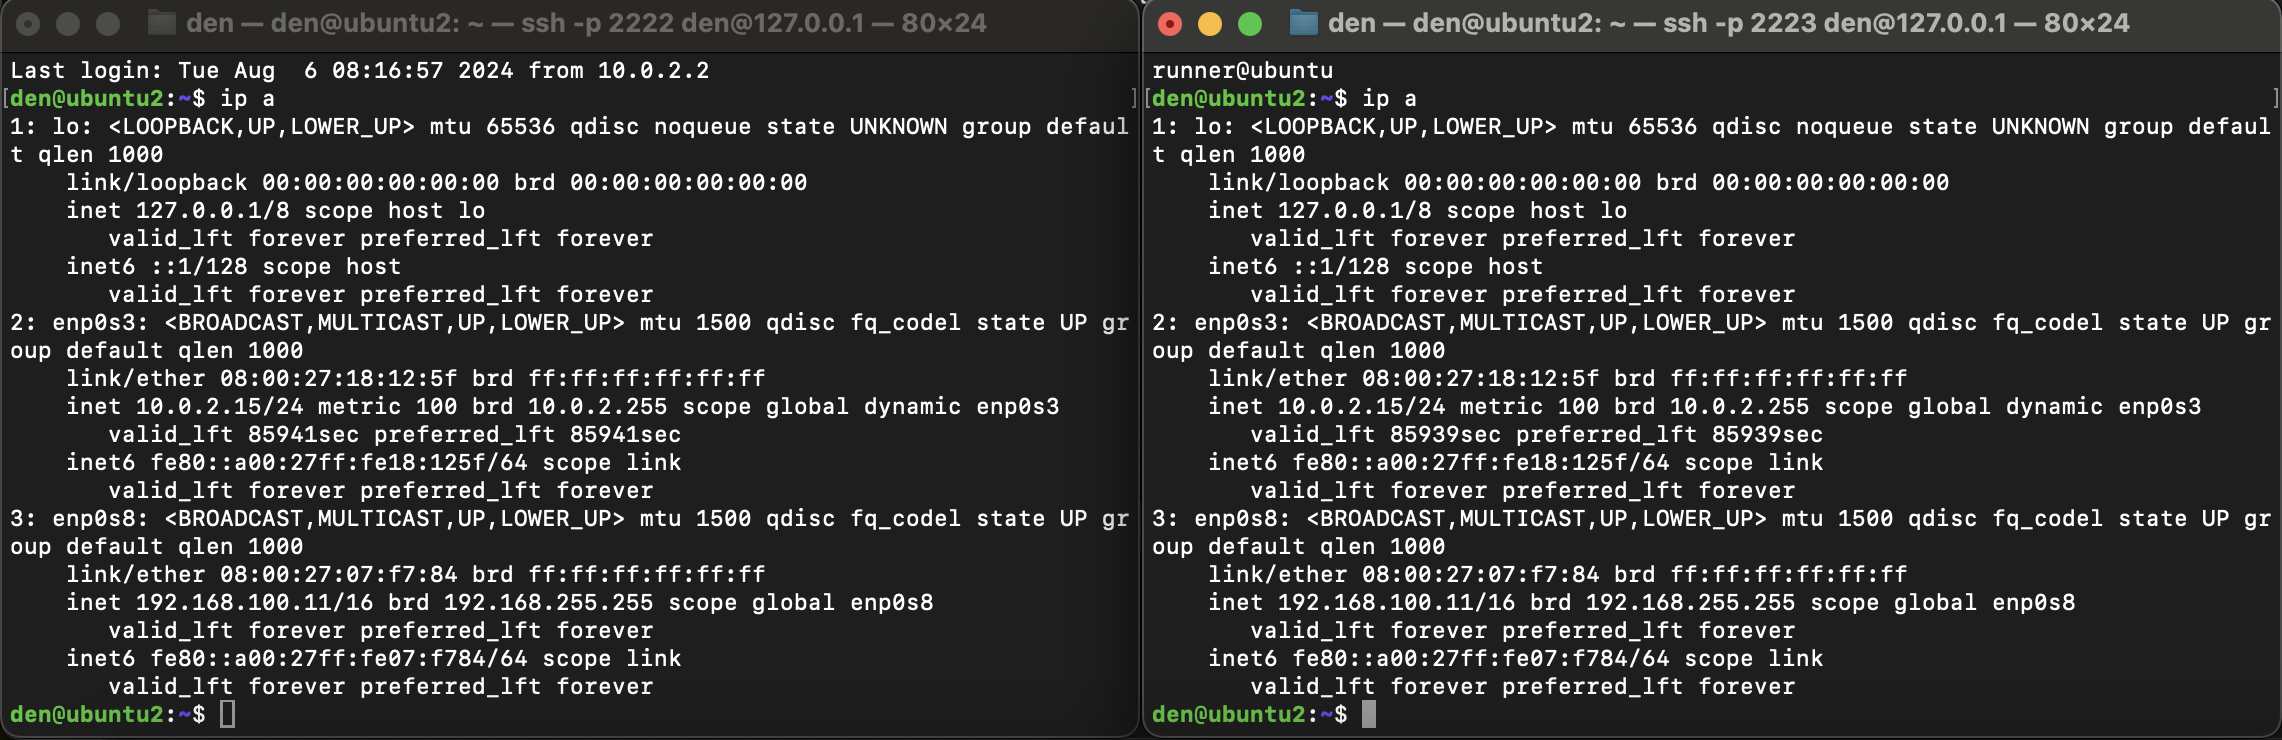 den — den@ubuntu2: ~ — ssh -p 2222 den@127.0.0.1 — 80×24
Last login: Tue Aug  6 08:16:57 2024 from 10.0.2.2
[den@ubuntu2:~$ ip a ]
1: lo: <LOOPBACK,UP,LOWER_UP> mtu 65536 qdisc noqueue state UNKNOWN group defaul
t qlen 1000
    link/loopback 00:00:00:00:00:00 brd 00:00:00:00:00:00
    inet 127.0.0.1/8 scope host lo
       valid_lft forever preferred_lft forever
    inet6 ::1/128 scope host
       valid_lft forever preferred_lft forever
2: enp0s3: <BROADCAST,MULTICAST,UP,LOWER_UP> mtu 1500 qdisc fq_codel state UP gr
oup default qlen 1000
    link/ether 08:00:27:18:12:5f brd ff:ff:ff:ff:ff:ff
    inet 10.0.2.15/24 metric 100 brd 10.0.2.255 scope global dynamic enp0s3
       valid_lft 85941sec preferred_lft 85941sec
    inet6 fe80::a00:27ff:fe18:125f/64 scope link
       valid_lft forever preferred_lft forever
3: enp0s8: <BROADCAST,MULTICAST,UP,LOWER_UP> mtu 1500 qdisc fq_codel state UP gr
oup default qlen 1000
    link/ether 08:00:27:07:f7:84 brd ff:ff:ff:ff:ff:ff
    inet 192.168.100.11/16 brd 192.168.255.255 scope global enp0s8
       valid_lft forever preferred_lft forever
    inet6 fe80::a00:27ff:fe07:f784/64 scope link
       valid_lft forever preferred_lft forever
den@ubuntu2:~$
den — den@ubuntu2: ~ — ssh -p 2223 den@127.0.0.1 — 80×24
runner@ubuntu
[den@ubuntu2:~$ ip a ]
1: lo: <LOOPBACK,UP,LOWER_UP> mtu 65536 qdisc noqueue state UNKNOWN group defaul
t qlen 1000
    link/loopback 00:00:00:00:00:00 brd 00:00:00:00:00:00
    inet 127.0.0.1/8 scope host lo
       valid_lft forever preferred_lft forever
    inet6 ::1/128 scope host
       valid_lft forever preferred_lft forever
2: enp0s3: <BROADCAST,MULTICAST,UP,LOWER_UP> mtu 1500 qdisc fq_codel state UP gr
oup default qlen 1000
    link/ether 08:00:27:18:12:5f brd ff:ff:ff:ff:ff:ff
    inet 10.0.2.15/24 metric 100 brd 10.0.2.255 scope global dynamic enp0s3
       valid_lft 85939sec preferred_lft 85939sec
    inet6 fe80::a00:27ff:fe18:125f/64 scope link
       valid_lft forever preferred_lft forever
3: enp0s8: <BROADCAST,MULTICAST,UP,LOWER_UP> mtu 1500 qdisc fq_codel state UP gr
oup default qlen 1000
    link/ether 08:00:27:07:f7:84 brd ff:ff:ff:ff:ff:ff
    inet 192.168.100.11/16 brd 192.168.255.255 scope global enp0s8
       valid_lft forever preferred_lft forever
    inet6 fe80::a00:27ff:fe07:f784/64 scope link
       valid_lft forever preferred_lft forever
den@ubuntu2:~$